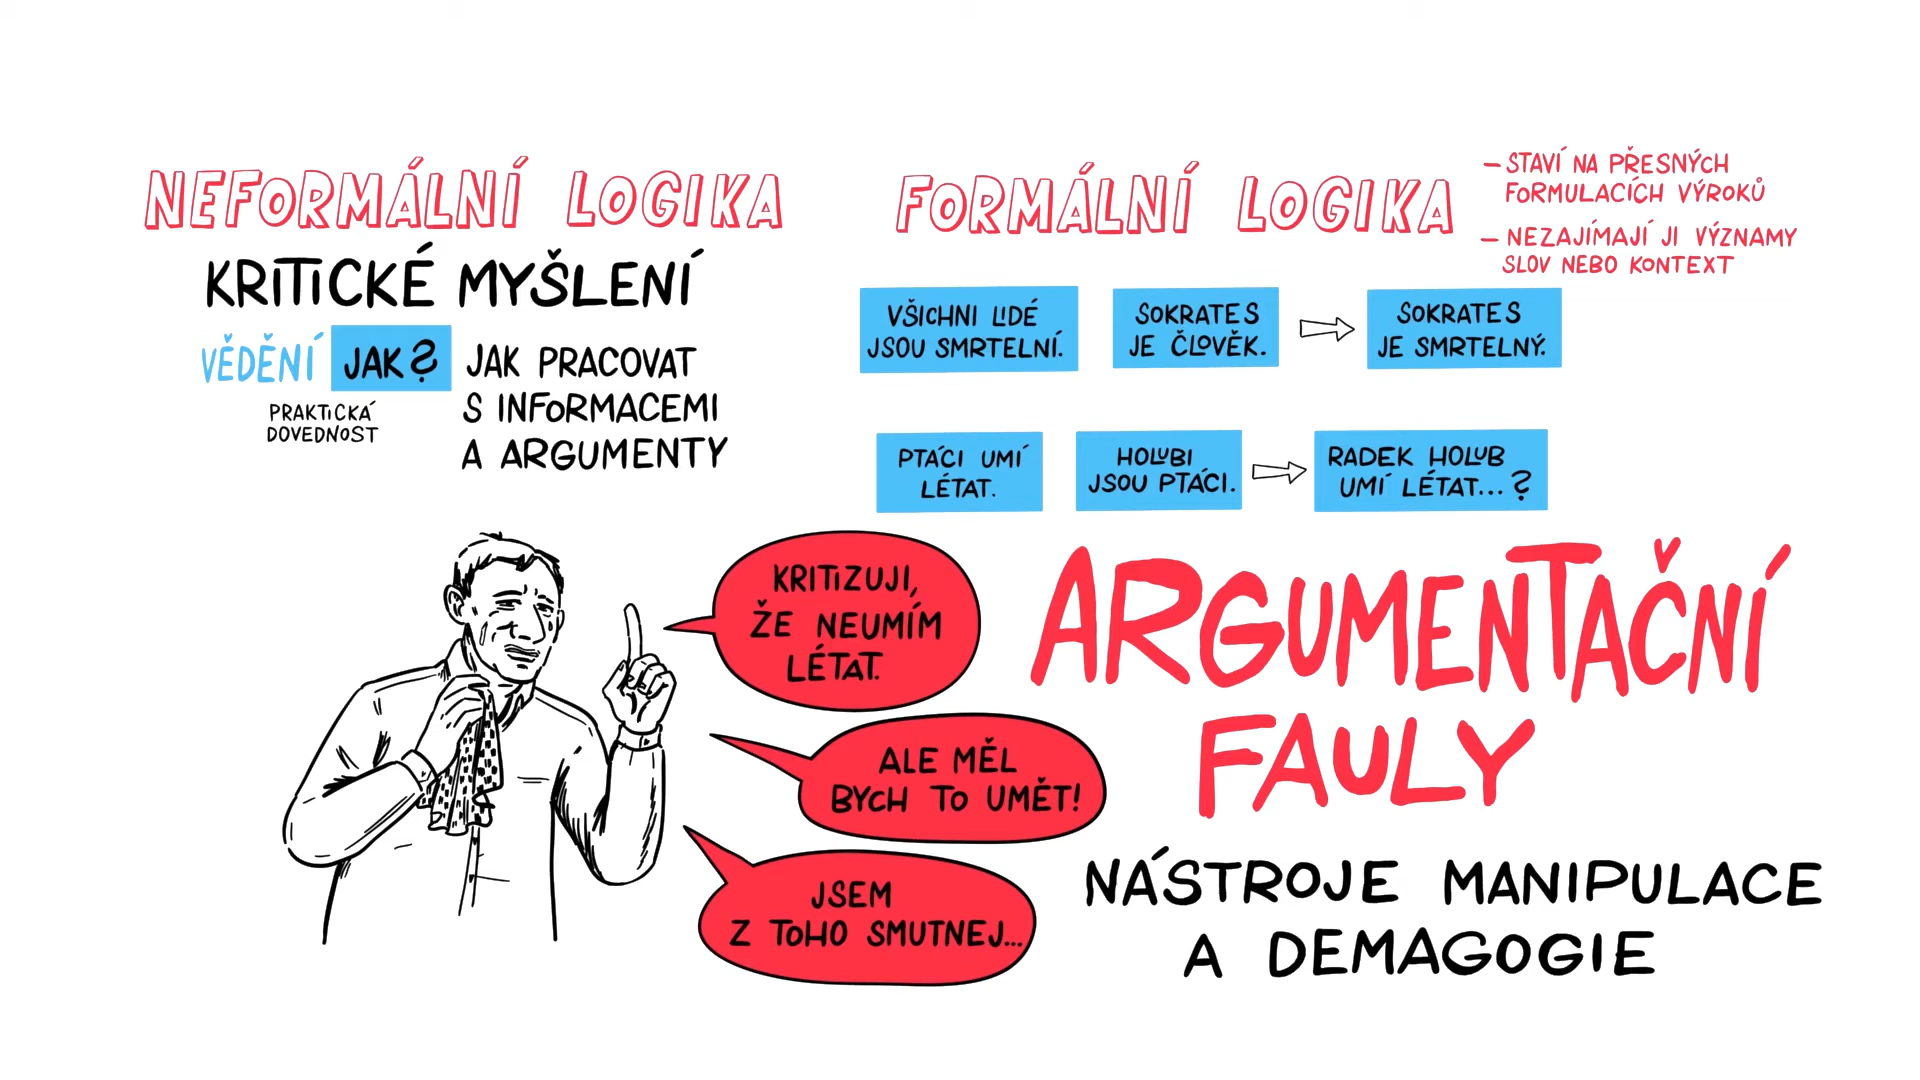 NEFORMÁLNÍ LOGIKA
KRITICKÉ MYŠLENÍ
VĚDĚNÍ JAK?
PRAKTICKÁ
DOVEDNOST
JAK PRACOVAT
S INFORMACEMI
A ARGUMENTY
FORMÁLNÍ LOGIKA
– STAVÍ NA PŘESNÝCH
FORMULACÍCH VÝROKŮ
– NEZAJÍMAJÍ JI VÝZNAMY
SLOV NEBO KONTEXT
VŠICHNI LIDÉ
JSOU SMRTELNÍ.
SOKRATES
JE ČLOVĚK.
SOKRATES
JE SMRTELNÝ.
PTÁCI UMÍ
LÉTAT.
HOLUBI
JSOU PTÁCI.
RADEK HOLUB
UMÍ LÉTAT...?
KRITIZUJI,
ŽE NEUMÍM
LÉTAT.
ALE MĚL
BYCH TO UMĚT!
JSEM
Z TOHO SMUTNEJ...
ARGUMENTAČNÍ
FAULY
NÁSTROJE MANIPULACE
A DEMAGOGIE